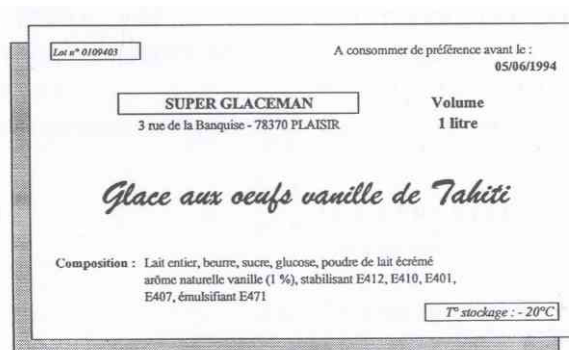 Lot n° 0109403
A consommer de préférence avant le :
05/06/1994
SUPER GLACEMAN
Volume
3 rue de la Banquise - 78370 PLAISIR
1 litre
Glace aux oeufs vanille de Tahiti
Composition : Lait entier, beurre, sucre, glucose, poudre de lait écrémé
arôme naturelle vanille (1 %), stabilisant E412, E410, E401,
E407, émulsifiant E471
T° stockage : - 20°C